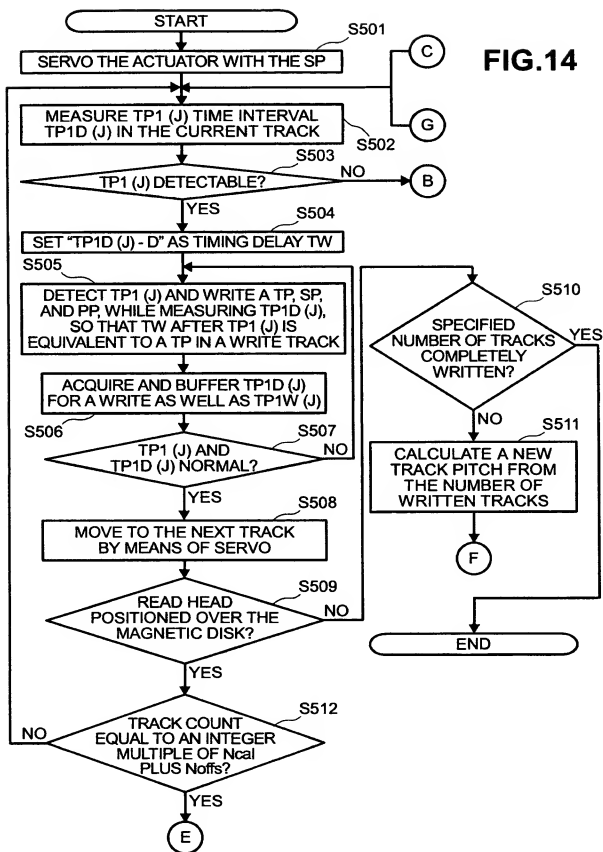 FIG.14
START
S501
SERVO THE ACTUATOR WITH THE SP
C
G
MEASURE TP1 (J) TIME INTERVAL
TP1D (J) IN THE CURRENT TRACK
S502
S503
TP1 (J) DETECTABLE?
NO
B
YES
S504
SET "TP1D (J) - D" AS TIMING DELAY TW
S505
DETECT TP1 (J) AND WRITE A TP, SP,
AND PP, WHILE MEASURING TP1D (J),
SO THAT TW AFTER TP1 (J) IS
EQUIVALENT TO A TP IN A WRITE TRACK
ACQUIRE AND BUFFER TP1D (J)
FOR A WRITE AS WELL AS TP1W (J)
S506
S507
TP1 (J) AND
TP1D (J) NORMAL?
NO
YES
S508
MOVE TO THE NEXT TRACK
BY MEANS OF SERVO
S509
READ HEAD
POSITIONED OVER THE
MAGNETIC DISK?
NO
YES
S512
TRACK COUNT
EQUAL TO AN INTEGER
MULTIPLE OF Ncal
PLUS Noffs?
NO
YES
E
S510
SPECIFIED
NUMBER OF TRACKS
COMPLETELY
WRITTEN?
YES
NO
S511
CALCULATE A NEW
TRACK PITCH FROM
THE NUMBER OF
WRITTEN TRACKS
F
END